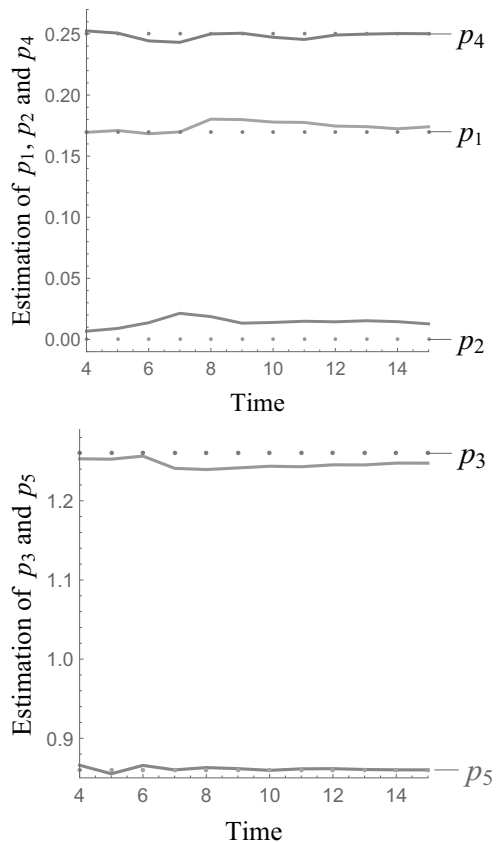 Estimation of p1, p2 and p4
0.25
0.20
0.15
0.10
0.05
0.00
p4
p1
p2
4 6 8 10 12 14
Time
Estimation of p3 and p5
1.2
1.1
1.0
0.9
p3
p5
4 6 8 10 12 14
Time